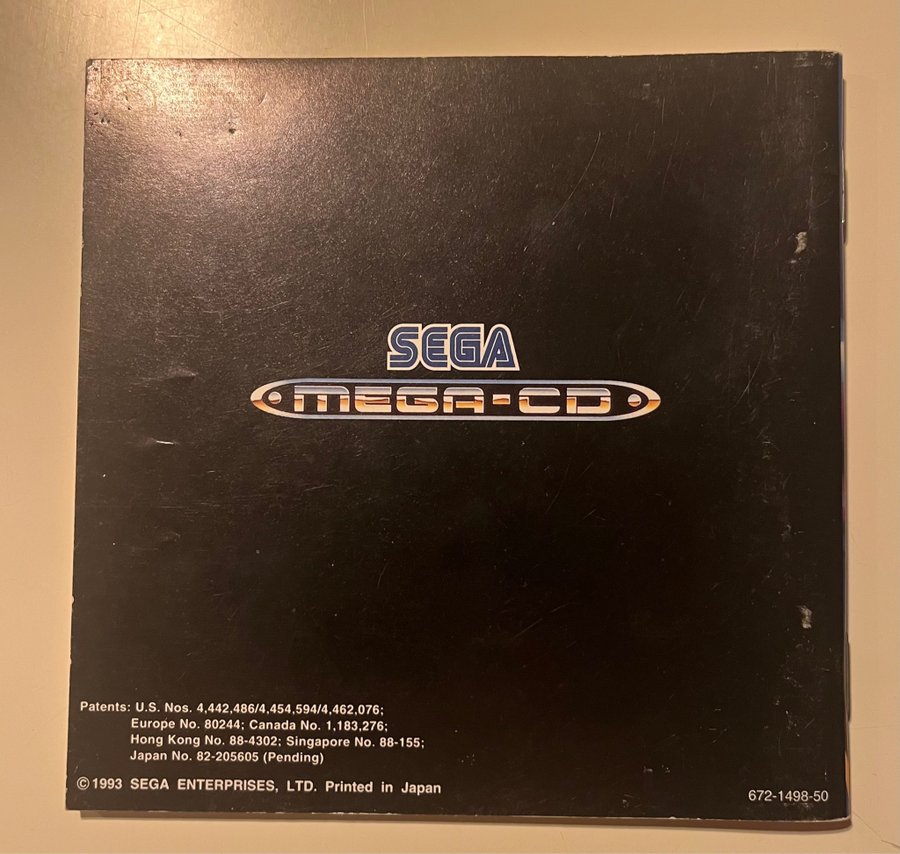 SEGA
MEGA-CD
Patents: U.S. Nos. 4,442,486/4,454,594/4,462,076;
Europe No. 80244; Canada No. 1,183,276;
Hong Kong No. 88-4302; Singapore No. 88-155;
Japan No. 82-205605 (Pending)
©1993 SEGA ENTERPRISES, LTD. Printed in Japan
672-1498-50